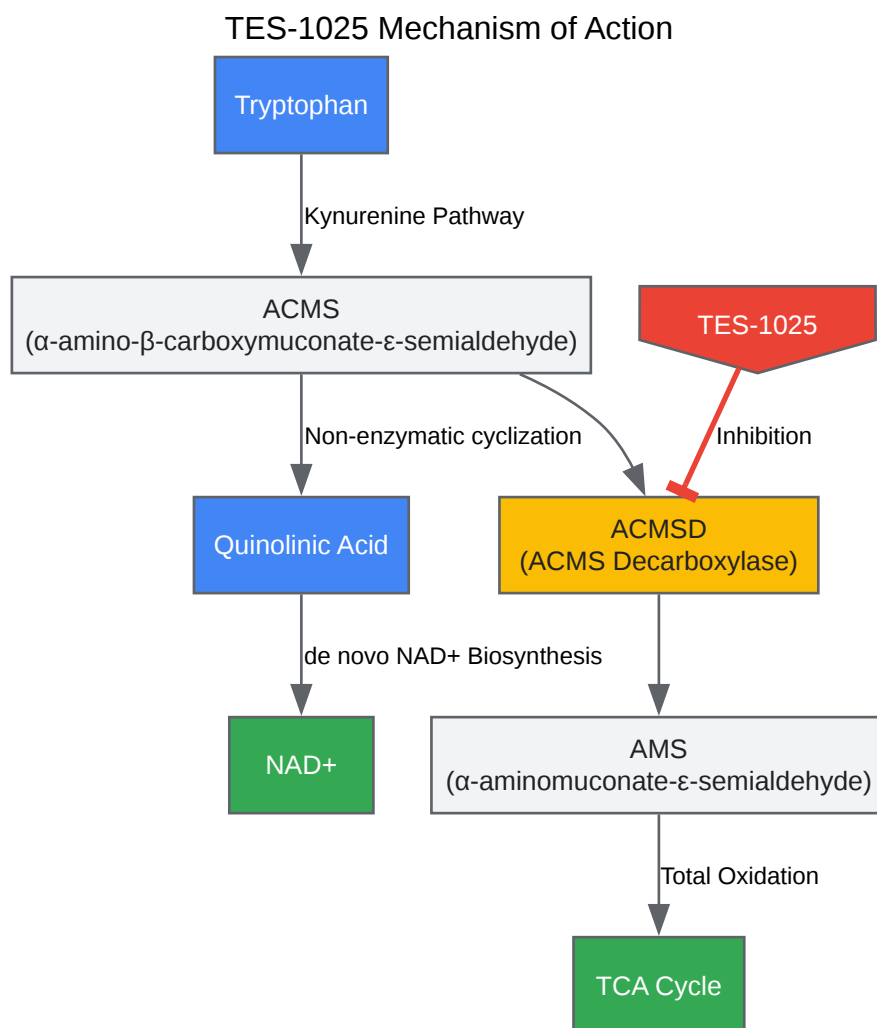 TES-1025 Mechanism of Action
Tryptophan
Kynurenine Pathway
ACMS
(α-amino-β-carboxymuconate-ε-semialdehyde)
TES-1025
Non-enzymatic cyclization
Inhibition
Quinolinic Acid
ACMSD
(ACMS Decarboxylase)
de novo NAD+ Biosynthesis
NAD+
AMS
(α-aminomuconate-ε-semialdehyde)
Total Oxidation
TCA Cycle